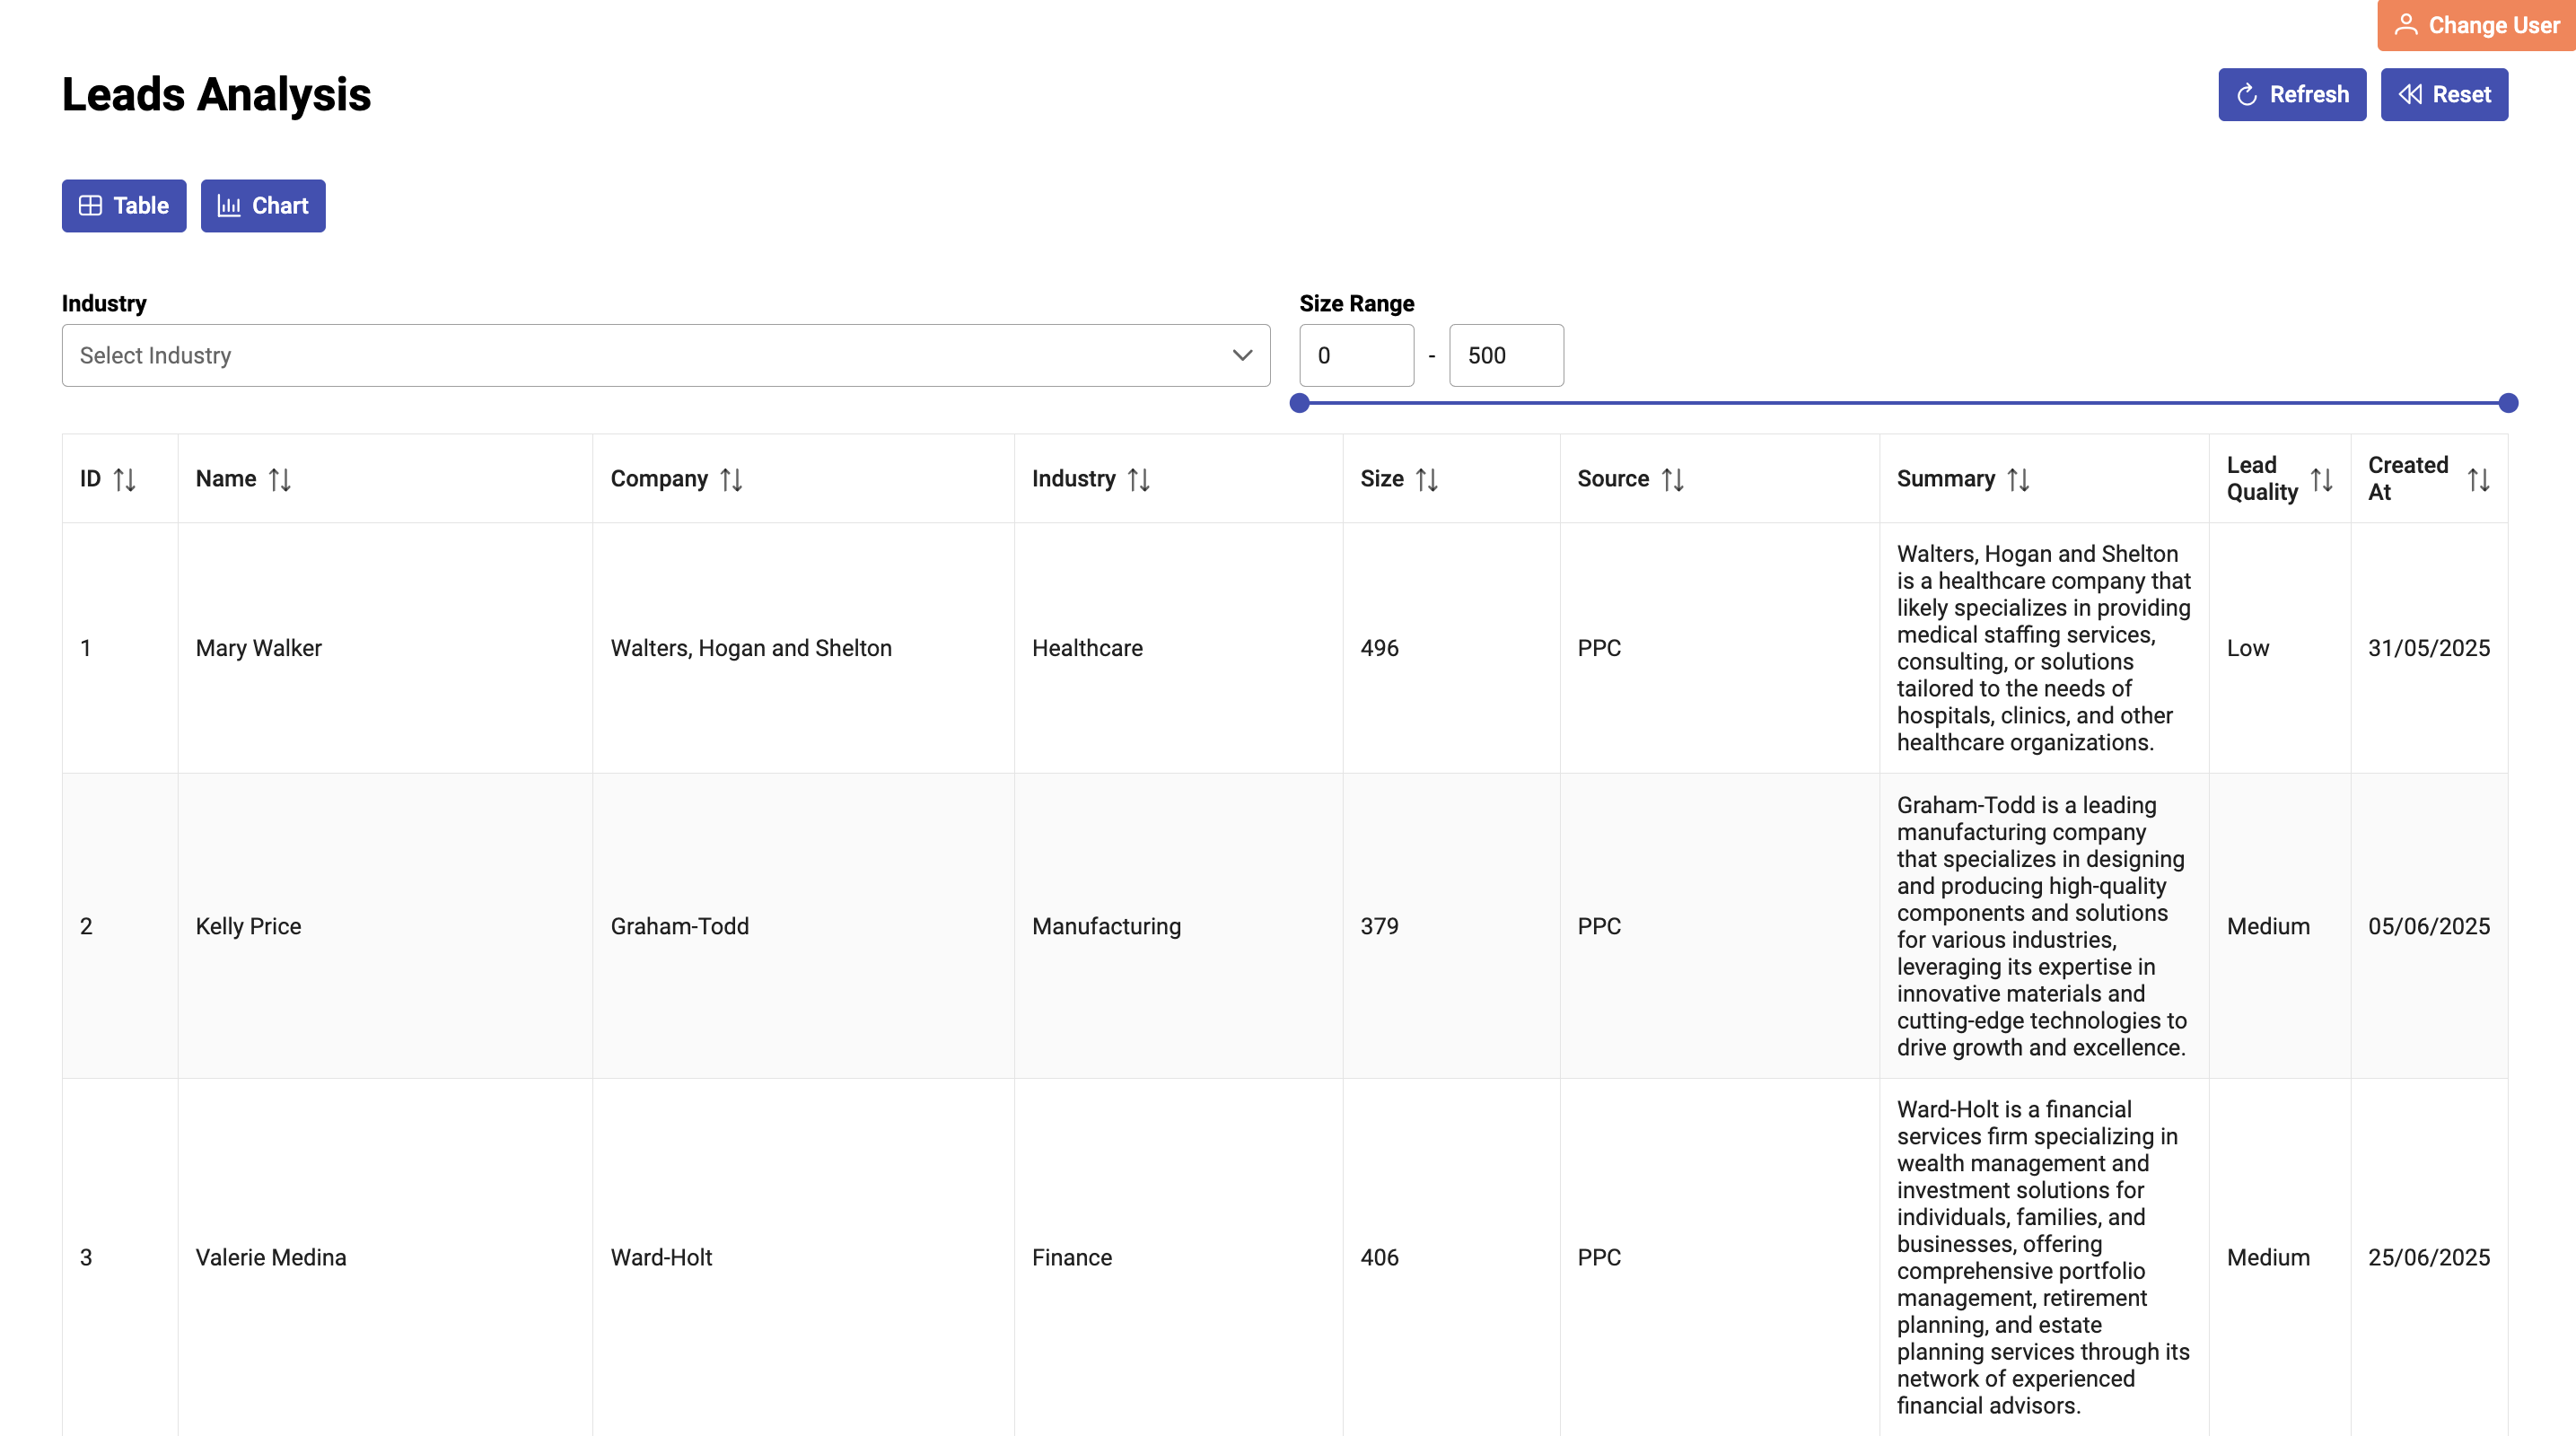 Change User
Leads Analysis
Refresh
Reset
Table
Chart
Industry
Select Industry
Size Range
0 - 500
ID Name Company Industry Size Source Summary Lead Quality Created At
1 Mary Walker Walters, Hogan and Shelton Healthcare 496 PPC
Walters, Hogan and Shelton
is a healthcare company that
likely specializes in providing
medical staffing services,
consulting, or solutions
tailored to the needs of
hospitals, clinics, and other
healthcare organizations.
Low 31/05/2025
2 Kelly Price Graham-Todd Manufacturing 379 PPC
Graham-Todd is a leading
manufacturing company
that specializes in designing
and producing high-quality
components and solutions
for various industries,
leveraging its expertise in
innovative materials and
cutting-edge technologies to
drive growth and excellence.
Medium 05/06/2025
3 Valerie Medina Ward-Holt Finance 406 PPC
Ward-Holt is a financial
services firm specializing in
wealth management and
investment solutions for
individuals, families, and
businesses, offering
comprehensive portfolio
management, retirement
planning, and estate
planning services through its
network of experienced
financial advisors.
Medium 25/06/2025